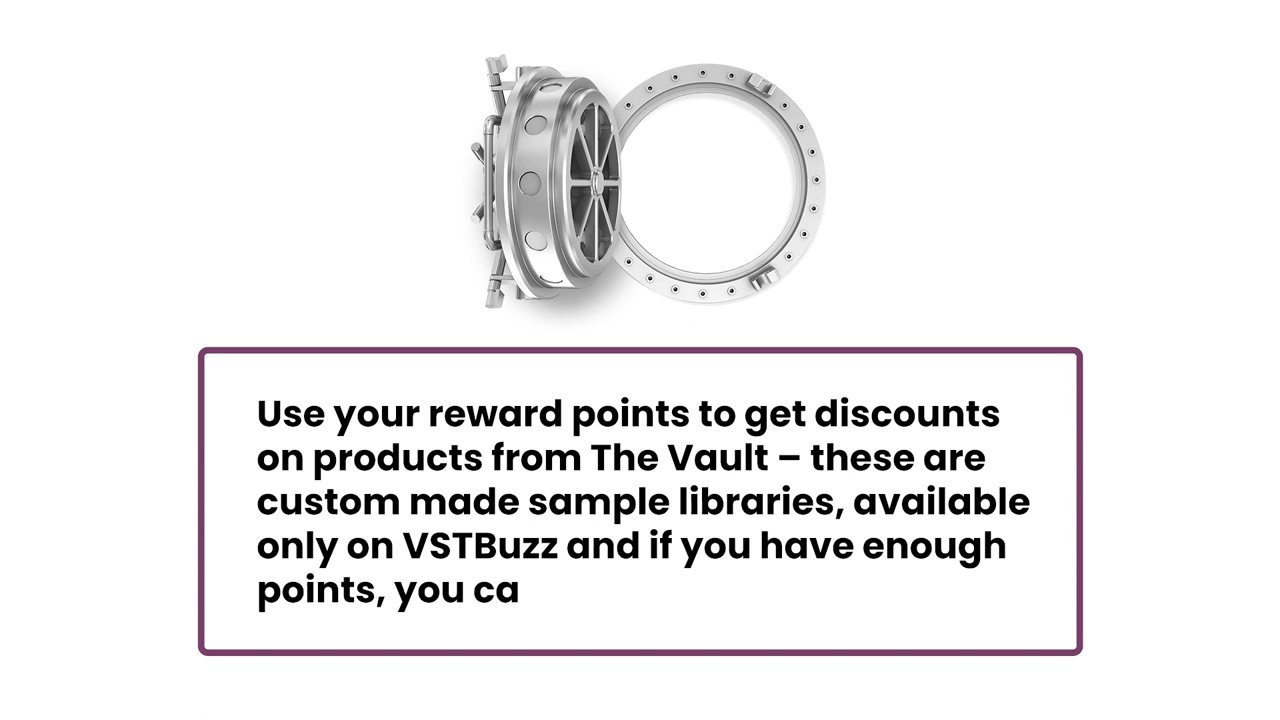 Use your reward points to get discounts
on products from The Vault – these are
custom made sample libraries, available
only on VSTBuzz and if you have enough
points, you ca